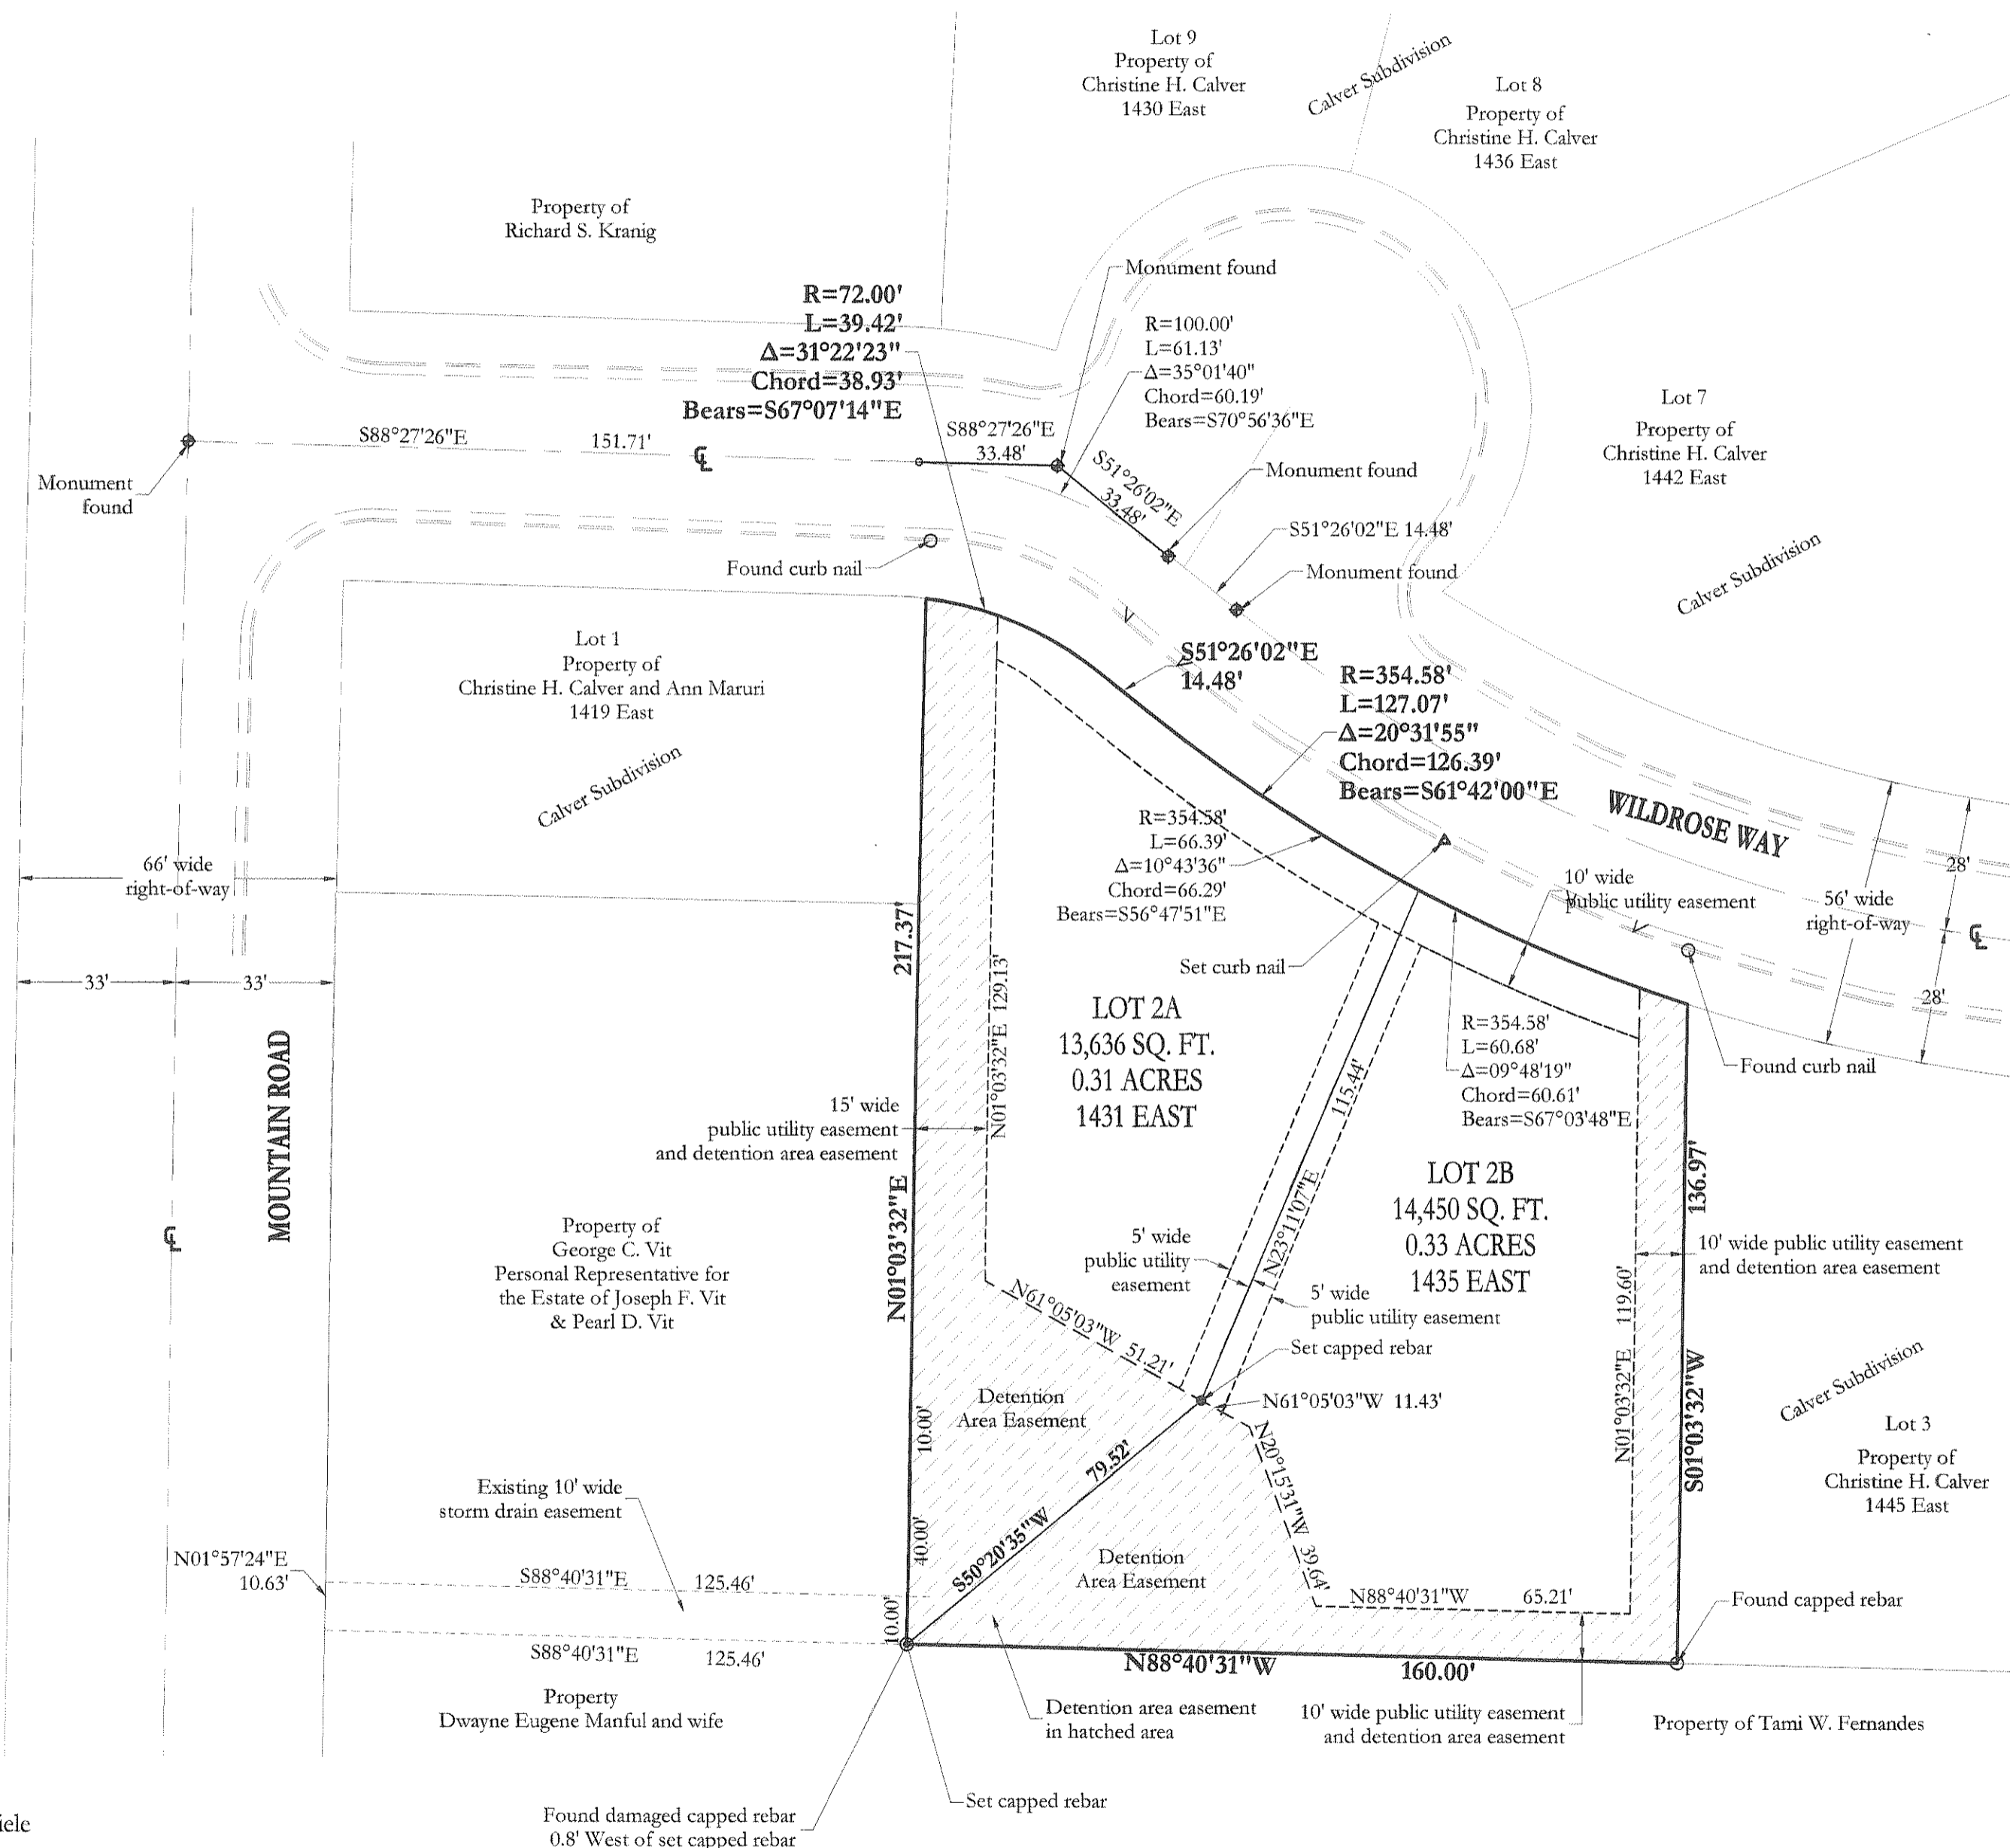 Lot 9
Property of
Christine H. Calver
1430 East
Calver Subdivision
Lot 8
Property of
Christine H. Calver
1436 East
Property of
Richard S. Kranig
R=72.00'
L=39.42'
Δ=31°22'23"
Chord=38.93'
Bears=S67°07'14"E
Monument found
R=100.00'
L=61.13'
Δ=35°01'40"
Chord=60.19'
Bears=S70°56'36"E
Lot 7
Property of
Christine H. Calver
1442 East
S88°27'26"E 151.71'
℄
S88°27'26"E
33.48'
S51°26'02"E
33.48'
Monument found
Monument
found
S51°26'02"E 14.48'
Found curb nail
Monument found
Calver Subdivision
Lot 1
Property of
Christine H. Calver and Ann Maruri
1419 East
Calver Subdivision
S51°26'02"E
14.48'
R=354.58'
L=127.07'
Δ=20°31'55"
Chord=126.39'
Bears=S61°42'00"E
WILDROSE WAY
R=354.58'
L=66.39'
Δ=10°43'36"
Chord=66.29'
Bears=S56°47'51"E
66' wide
right-of-way
10' wide
public utility easement
56' wide
right-of-way
28'
28'
℄
217.37'
Set curb nail
33'
33'
MOUNTAIN ROAD
N01°03'32"E 129.13'
LOT 2A
13,636 SQ. FT.
0.31 ACRES
1431 EAST
R=354.58'
L=60.68'
Δ=09°48'19"
Chord=60.61'
Bears=S67°03'48"E
Found curb nail
15' wide
public utility easement
and detention area easement
115.44'
N23°11'07"E
LOT 2B
14,450 SQ. FT.
0.33 ACRES
1435 EAST
136.97'
℄
N01°03'32"E
Property of
George C. Vit
Personal Representative for
the Estate of Joseph F. Vit
& Pearl D. Vit
5' wide
public utility
easement
10' wide public utility easement
and detention area easement
5' wide
public utility easement
N61°05'03"W 51.21'
Set capped rebar
N01°03'32"E 119.60'
S01°03'32"W
Detention
Area Easement
N61°05'03"W 11.43'
Calver Subdivision
Lot 3
Property of
Christine H. Calver
1445 East
10.00'
79.52'
S50°20'35"W
N20°15'31"W 39.64'
Existing 10' wide
storm drain easement
40.00'
Detention
Area Easement
N01°57'24"E
10.63'
S88°40'31"E 125.46'
10.00'
N88°40'31"W 65.21'
Found capped rebar
S88°40'31"E 125.46'
N88°40'31"W 160.00'
Property
Dwayne Eugene Manful and wife
Detention area easement
in hatched area
10' wide public utility easement
and detention area easement
Property of Tami W. Fernandes
Set capped rebar
Found damaged capped rebar
0.8' West of set capped rebar
iele